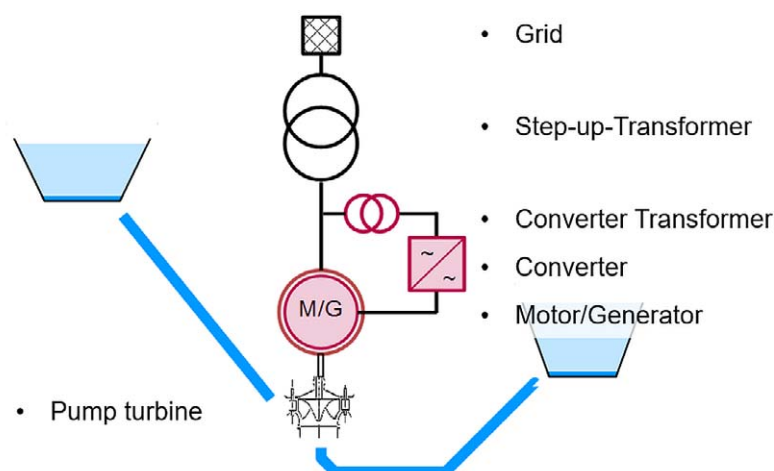 • Grid
• Step-up-Transformer
• Converter Transformer
~
• Converter
~
M/G
• Motor/Generator
• Pump turbine